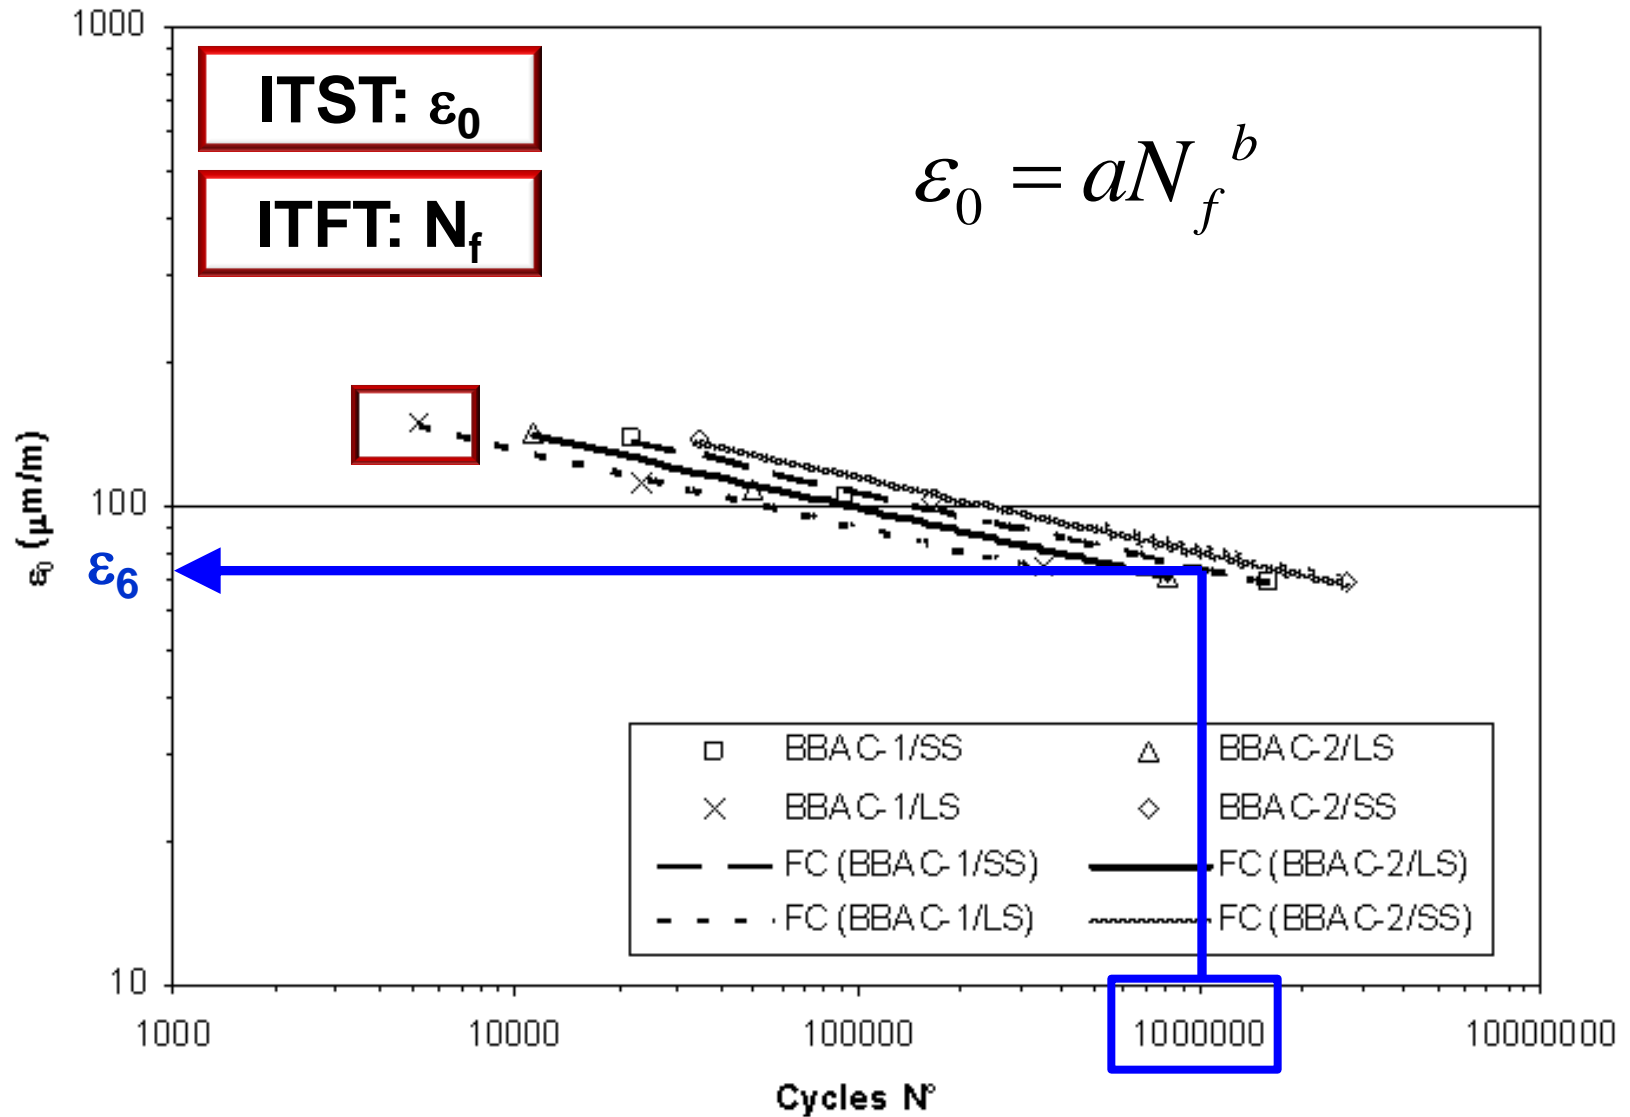 1000
ITST: ε0
ITFT: Nf
ε0 = aNf^b
100
ε0 (µm/m)
ε6
BBAC-1/SS
BBAC-2/LS
BBAC-1/LS
BBAC-2/SS
FC (BBAC-1/SS)
FC (BBAC-2/LS)
FC (BBAC-1/LS)
FC (BBAC-2/SS)
10
1000 10000 100000 1000000 10000000
Cycles N°